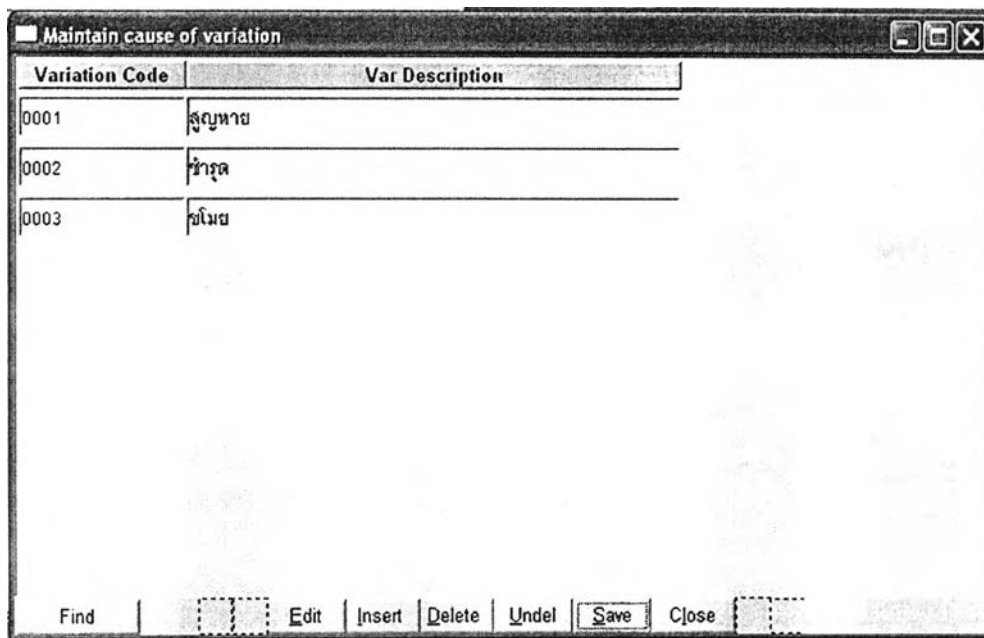 Maintain cause of variation
Variation Code Var Description
0001 สูญหาย
0002 ชำรุด
0003 ขโมย
Find Edit Insert Delete Undel Save Close